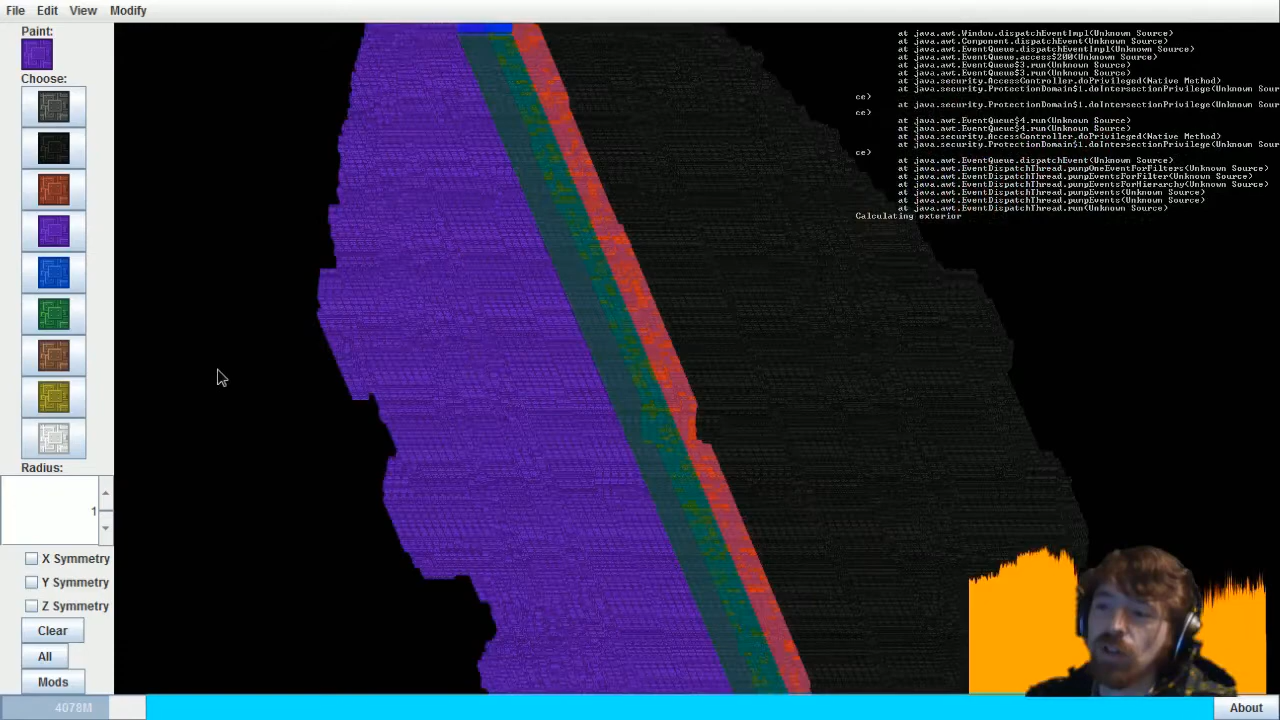 File Edit View Modify
Paint:
Choose:
Radius:
1
X Symmetry
Y Symmetry
Z Symmetry
Clear
All
Mods
4078M
About
at java.awt.Window.dispatchEventImpl(Unknown Source)
at java.awt.Component.dispatchEvent(Unknown Source)
at java.awt.EventQueue.dispatchEventImpl(Unknown Source)
at java.awt.EventQueue.access$200(Unknown Source)
at java.awt.EventQueue$3.run(Unknown Source)
at java.awt.EventQueue$3.run(Unknown Source)
at java.security.AccessController.doPrivileged(Native Method)
at java.security.ProtectionDomain$1.doIntersectionPrivilege(Unknown Sour
ce)
at java.security.ProtectionDomain$1.doIntersectionPrivilege(Unknown Sour
ce)
at java.awt.EventQueue$4.run(Unknown Source)
at java.awt.EventQueue$4.run(Unknown Source)
at java.security.AccessController.doPrivileged(Native Method)
at java.security.ProtectionDomain$1.doIntersectionPrivilege(Unknown Sour
ce)
at java.awt.EventQueue.dispatchEvent(Unknown Source)
at java.awt.EventDispatchThread.pumpOneEventForFilters(Unknown Source)
at java.awt.EventDispatchThread.pumpEventsForFilter(Unknown Source)
at java.awt.EventDispatchThread.pumpEventsForHierarchy(Unknown Source)
at java.awt.EventDispatchThread.pumpEvents(Unknown Source)
at java.awt.EventDispatchThread.pumpEvents(Unknown Source)
at java.awt.EventDispatchThread.run(Unknown Source)
Calculating exterior